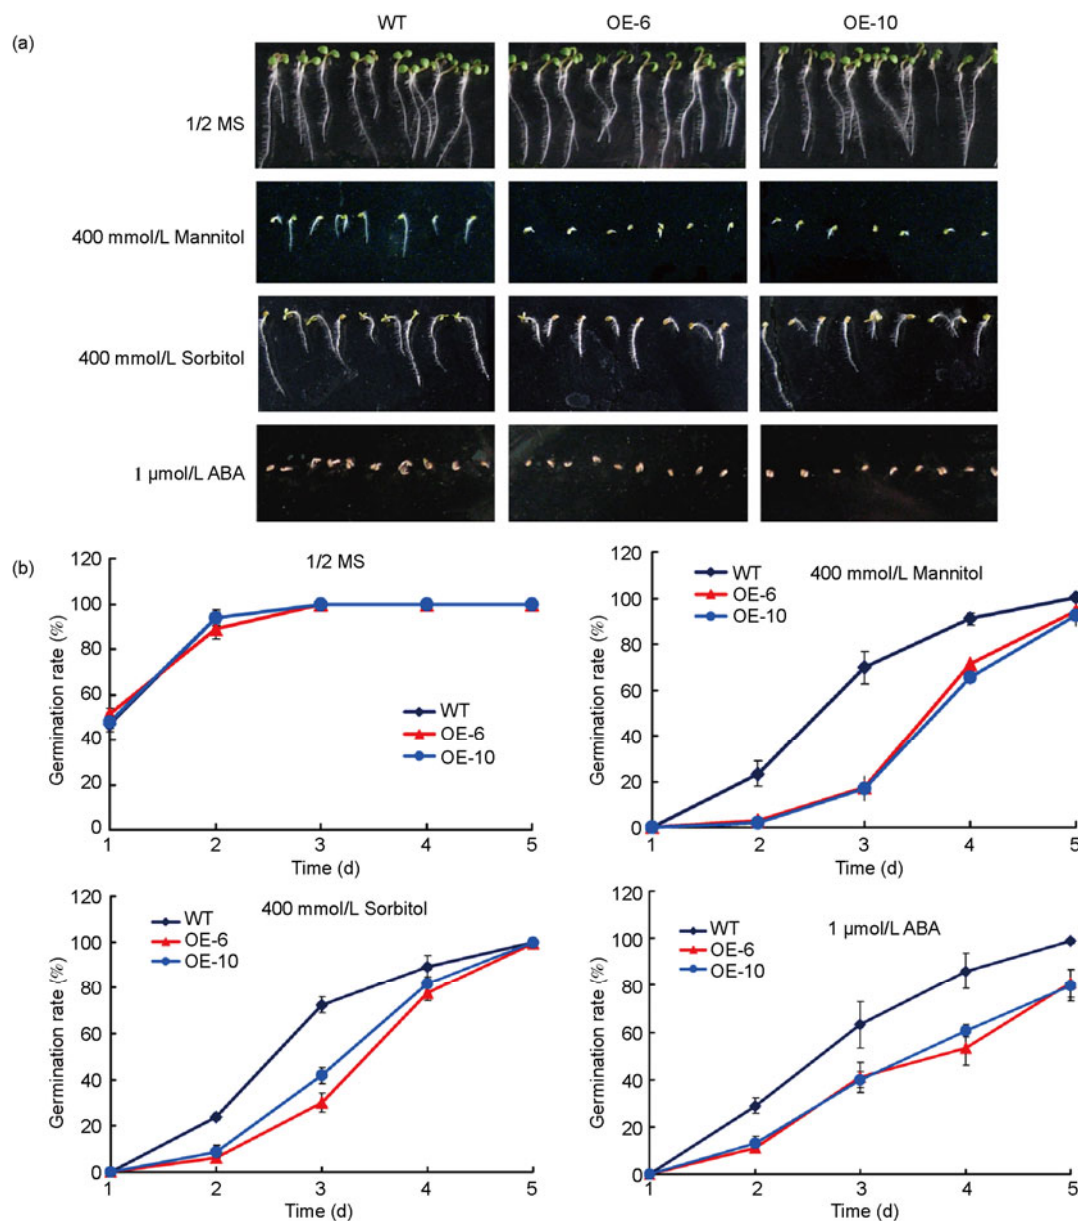 WT OE-6 OE-10
(a)
1/2 MS
400 mmol/L Mannitol
400 mmol/L Sorbitol
1 μmol/L ABA
(b)
1/2 MS
Germination rate (%)
120
100
80
60
40
20
0
1 2 3 4 5
Time (d)
WT
OE-6
OE-10
400 mmol/L Mannitol
Germination rate (%)
120
100
80
60
40
20
0
1 2 3 4 5
Time (d)
WT
OE-6
OE-10
400 mmol/L Sorbitol
Germination rate (%)
120
100
80
60
40
20
0
1 2 3 4 5
Time (d)
WT
OE-6
OE-10
1 μmol/L ABA
Germination rate (%)
120
100
80
60
40
20
0
1 2 3 4 5
Time (d)
WT
OE-6
OE-10